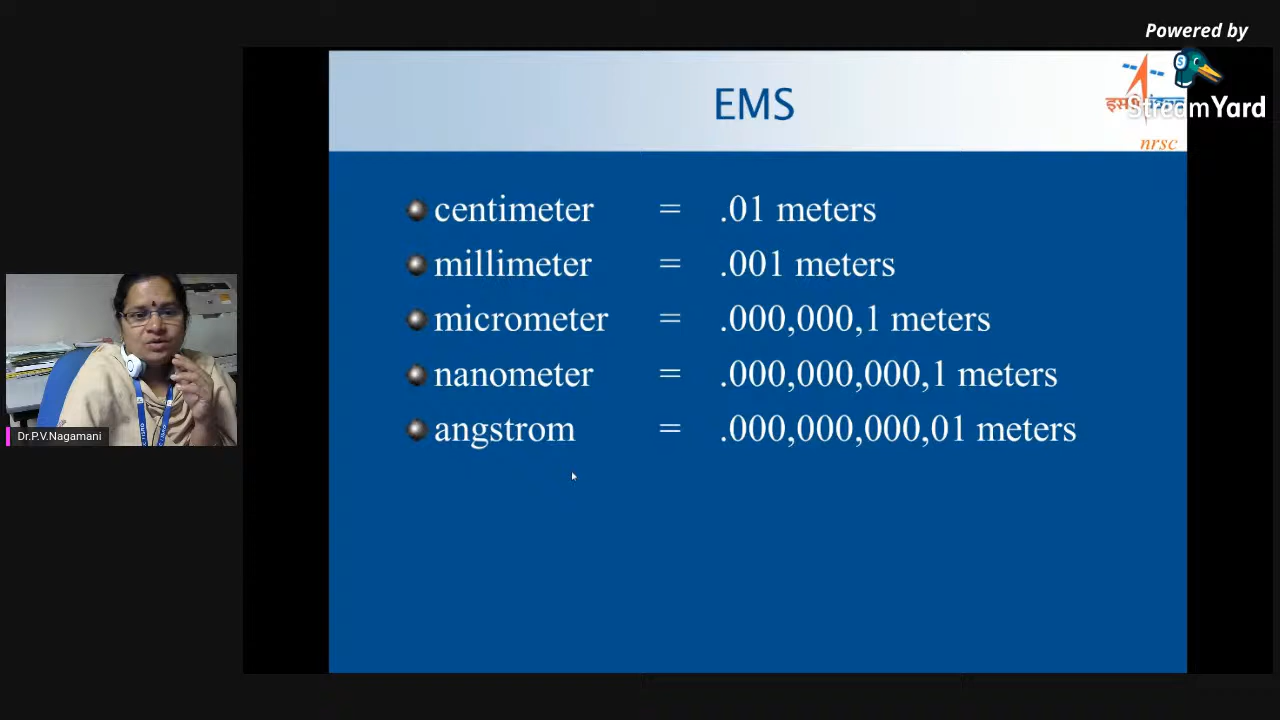 Powered by
StreamYard
EMS
nrsc
centimeter = .01 meters
millimeter = .001 meters
micrometer = .000,000,1 meters
nanometer = .000,000,000,1 meters
angstrom = .000,000,000,01 meters
Dr.P.V.Nagamani